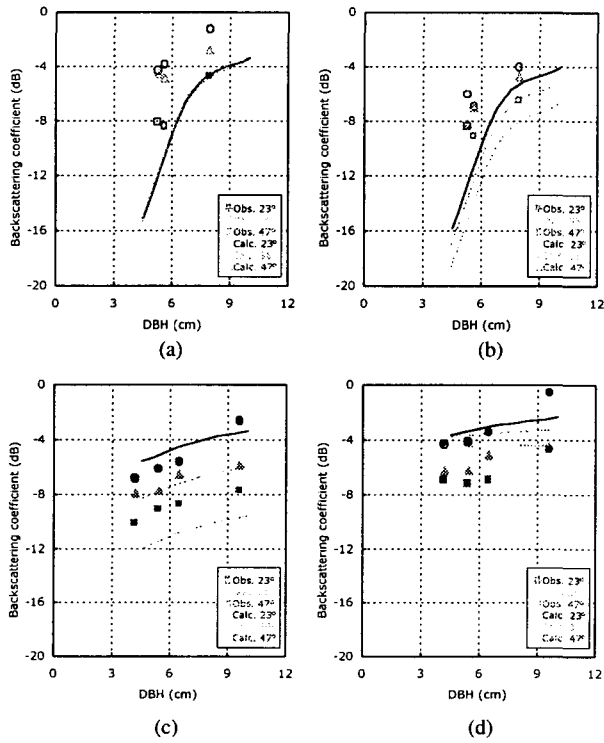 0
-4
-8
-12
-16
-20
Backscattering coefficient (dB)
Obs. 23°
Obs. 47°
Calc. 23°
Calc. 47°
0 3 6 9 12
DBH (cm)
(a)
0
-4
-8
-12
-16
-20
Backscattering coefficient (dB)
Obs. 23°
Obs. 47°
Calc. 23°
Calc. 47°
0 3 6 9 12
DBH (cm)
(b)
0
-4
-8
-12
-16
-20
Backscattering coefficient (dB)
Obs. 23°
Obs. 47°
Calc. 23°
Calc. 47°
0 3 6 9 12
DBH (cm)
(c)
0
-4
-8
-12
-16
-20
Backscattering coefficient (dB)
Obs. 23°
Obs. 47°
Calc. 23°
Calc. 47°
0 3 6 9 12
DBH (cm)
(d)